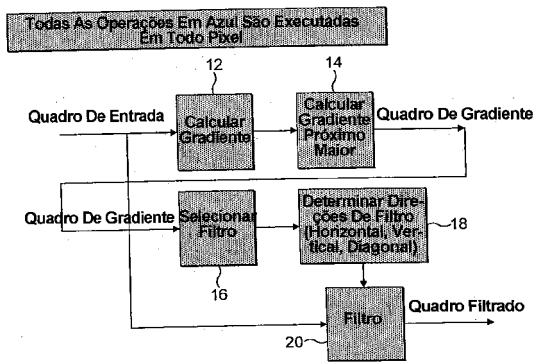 Todas As Operações Em Azul São Executadas
Em Todo Pixel
12
14
Quadro De Entrada
Calcular
Gradiente
Calcular
Gradiente
Próximo
Maior
Quadro De Gradiente
Quadro De Gradiente
Selecionar
Filtro
Determinar Dire-
ções De Filtro
(Horizontal, Ver-
tical, Diagonal)
18
16
Filtro
Quadro Filtrado
20